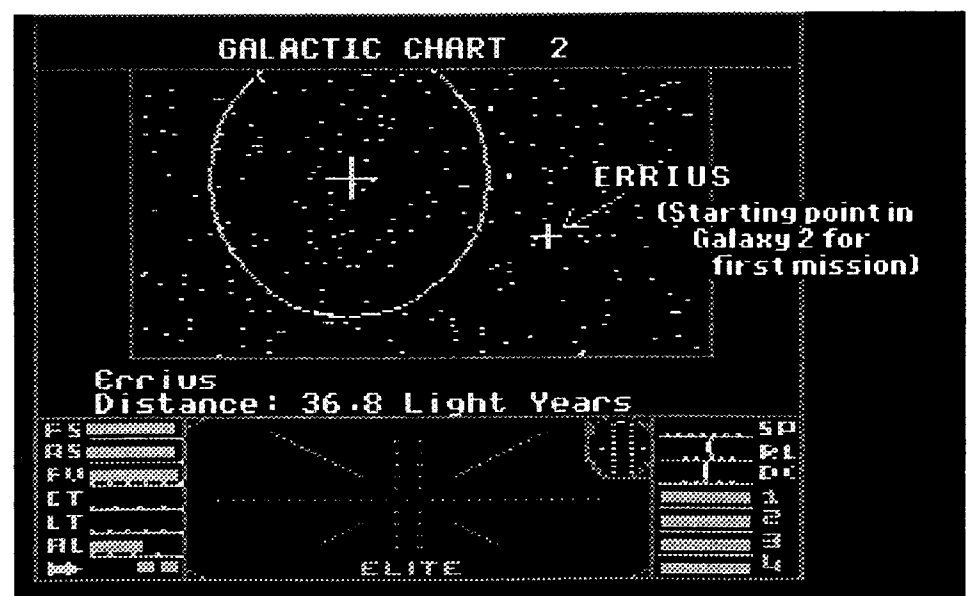 GALACTIC CHART 2
ERRIUS
(Starting point in
Galaxy 2 for
first mission)
Errius
Distance: 36.8 Light Years
FS
AS
FV
CT
LT
AL
SP
RL
DC
1
2
3
4
ELITE